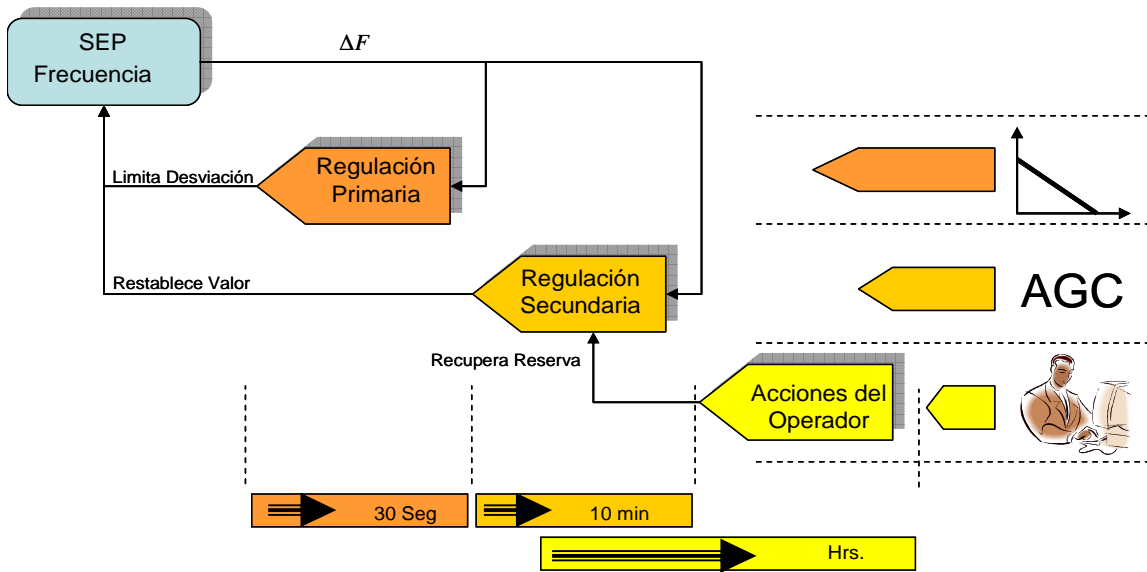 SEP
Frecuencia
ΔF
Limita Desviación
Regulación
Primaria
Restablece Valor
Regulación
Secundaria
AGC
Recupera Reserva
Acciones del
Operador
30 Seg
10 min
Hrs.